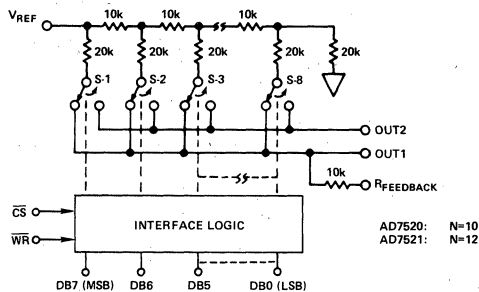 VREF
10k 10k 10k
20k 20k 20k 20k 20k
S-1 S-2 S-3 S-8
OUT2
OUT1
10k
RFEEDBACK
CS
WR
INTERFACE LOGIC
AD7520: N=10
AD7521: N=12
DB7 (MSB) DB6 DB5 DB0 (LSB)